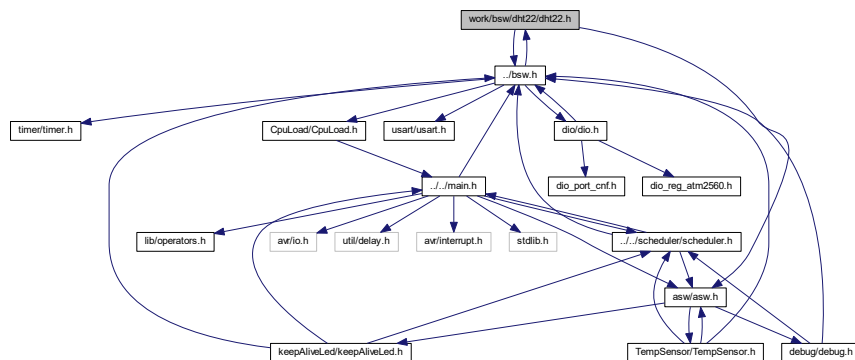 work/bsw/dht22/dht22.h
../bsw.h
timer/timer.h
CpuLoad/CpuLoad.h
usart/usart.h
dio/dio.h
../../main.h
dio_port_cnf.h
dio_reg_atm2560.h
lib/operators.h
avr/io.h
util/delay.h
avr/interrupt.h
stdlib.h
../../scheduler/scheduler.h
asw/asw.h
keepAliveLed/keepAliveLed.h
TempSensor/TempSensor.h
debug/debug.h